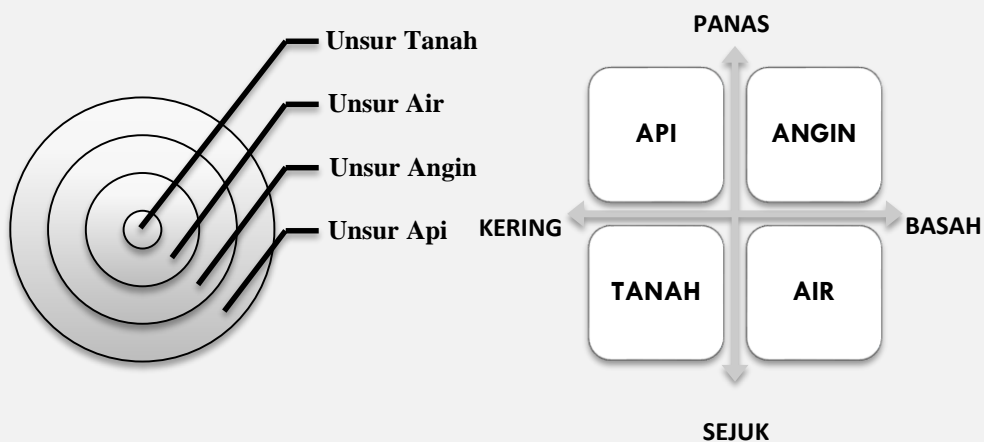 Unsur Tanah
Unsur Air
Unsur Angin
Unsur Api
PANAS
API
ANGIN
KERING
BASAH
TANAH
AIR
SEJUK